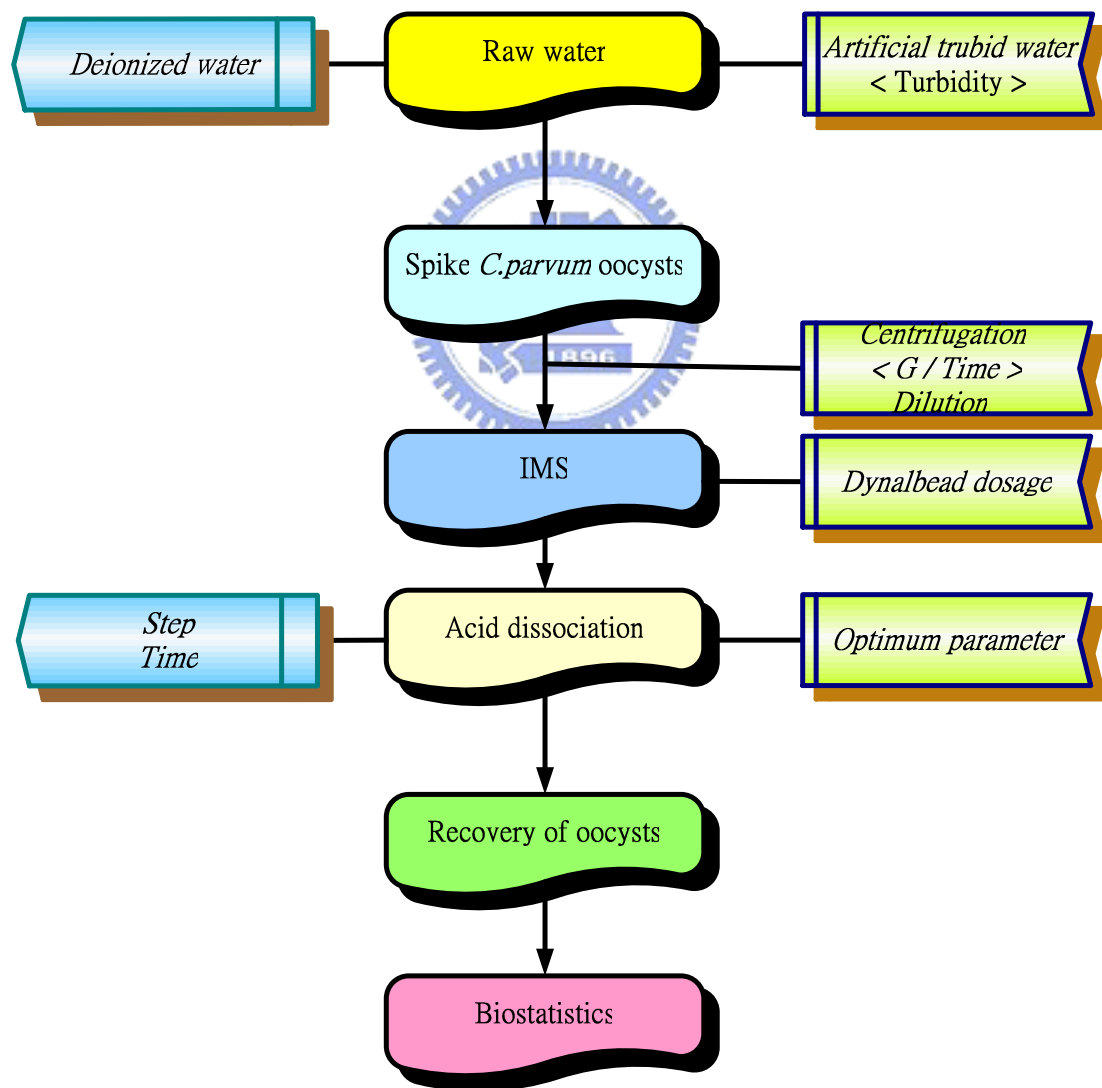 Deionized water
Raw water
Artificial trubid water
< Turbidity >
Spike C.parvum oocysts
1896
Centrifugation
< G / Time >
Dilution
IMS
Dynalbead dosage
Step
Time
Acid dissociation
Optimum parameter
Recovery of oocysts
Biostatistics